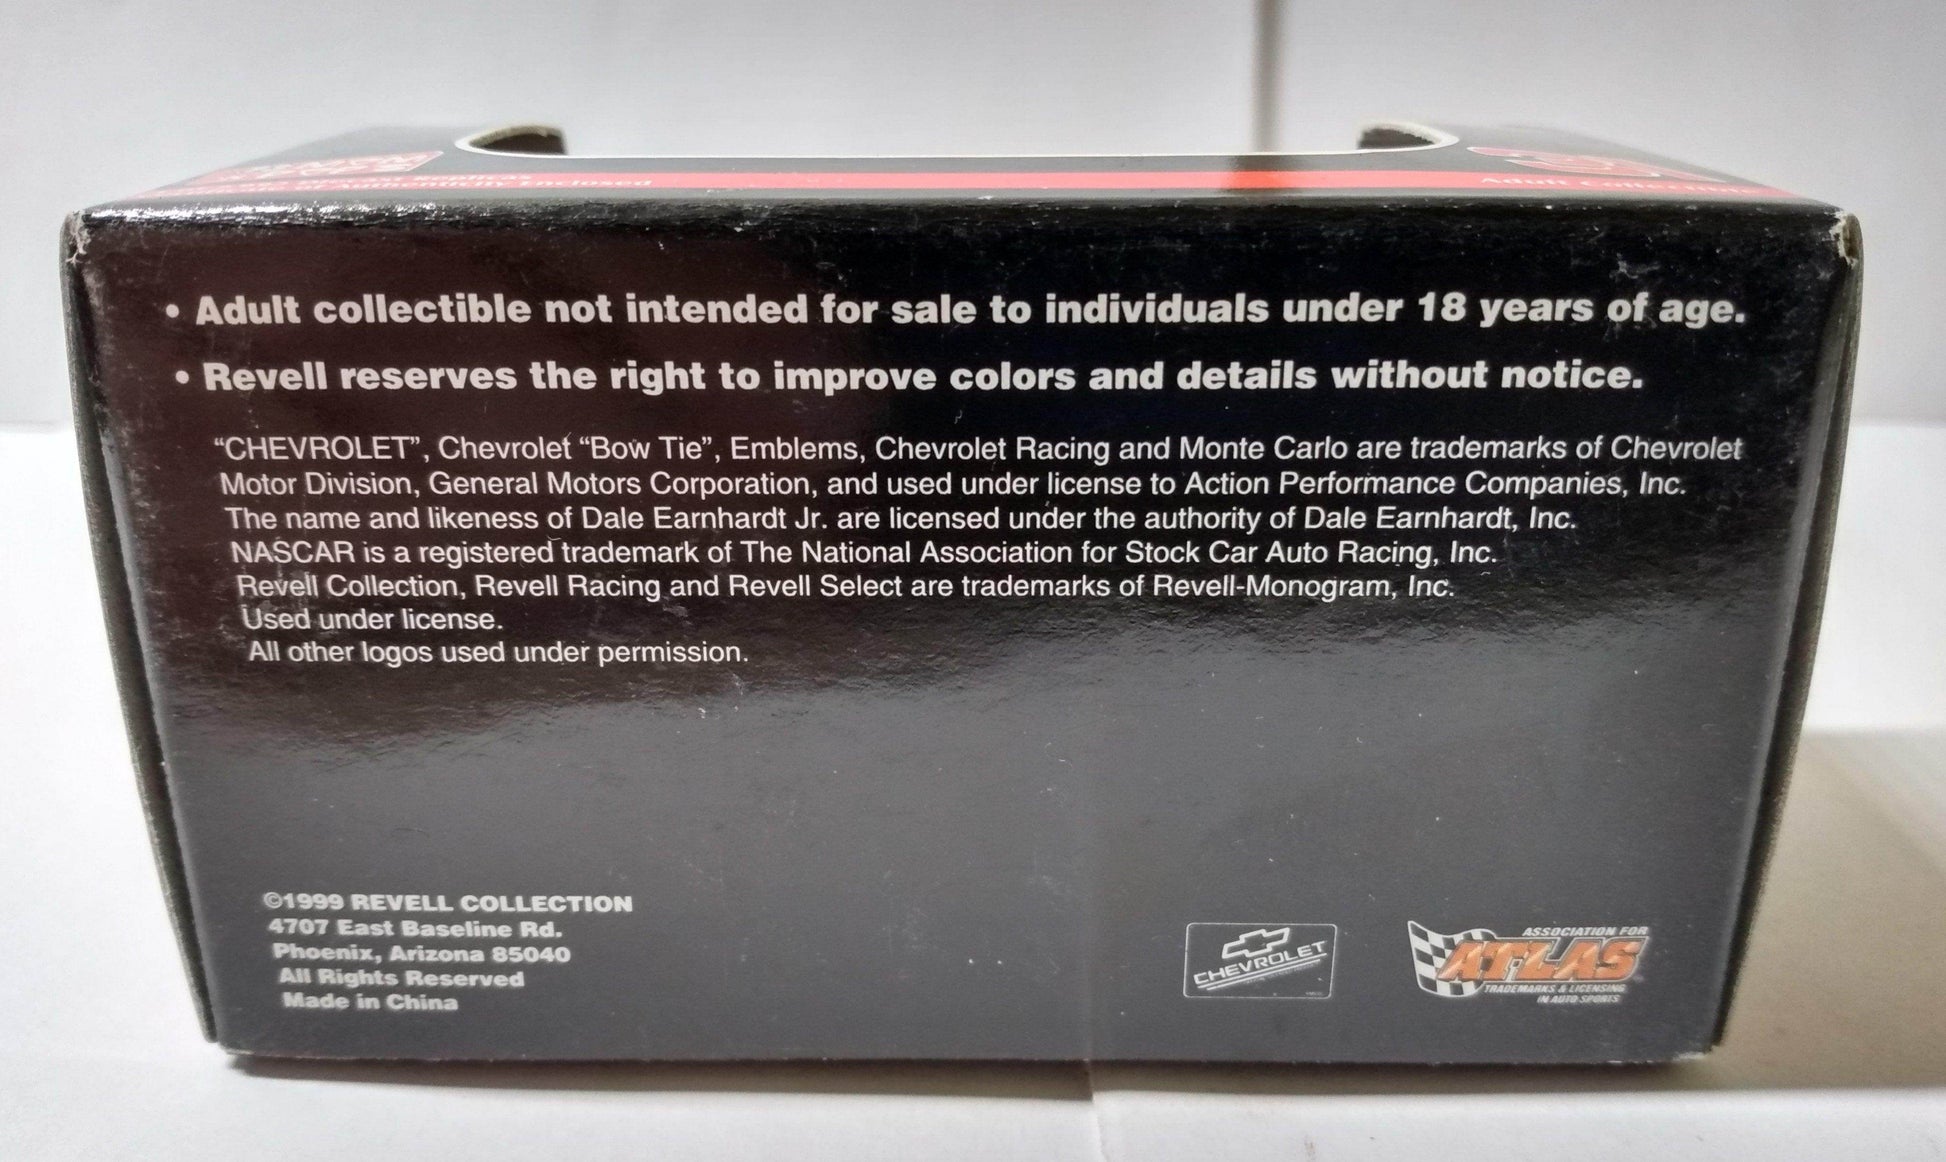 of Authenticity Enclosed
Adult Collectible
• Adult collectible not intended for sale to individuals under 18 years of age.
• Revell reserves the right to improve colors and details without notice.
“CHEVROLET”, Chevrolet “Bow Tie”, Emblems, Chevrolet Racing and Monte Carlo are trademarks of Chevrolet
Motor Division, General Motors Corporation, and used under license to Action Performance Companies, Inc.
The name and likeness of Dale Earnhardt Jr. are licensed under the authority of Dale Earnhardt, Inc.
NASCAR is a registered trademark of The National Association for Stock Car Auto Racing, Inc.
Revell Collection, Revell Racing and Revell Select are trademarks of Revell-Monogram, Inc.
Used under license.
All other logos used under permission.
©1999 REVELL COLLECTION
4707 East Baseline Rd.
Phoenix, Arizona 85040
All Rights Reserved
Made in China
CHEVROLET
ASSOCIATION FOR
ATLAS
TRADEMARKS & LICENSING
IN AUTO SPORTS